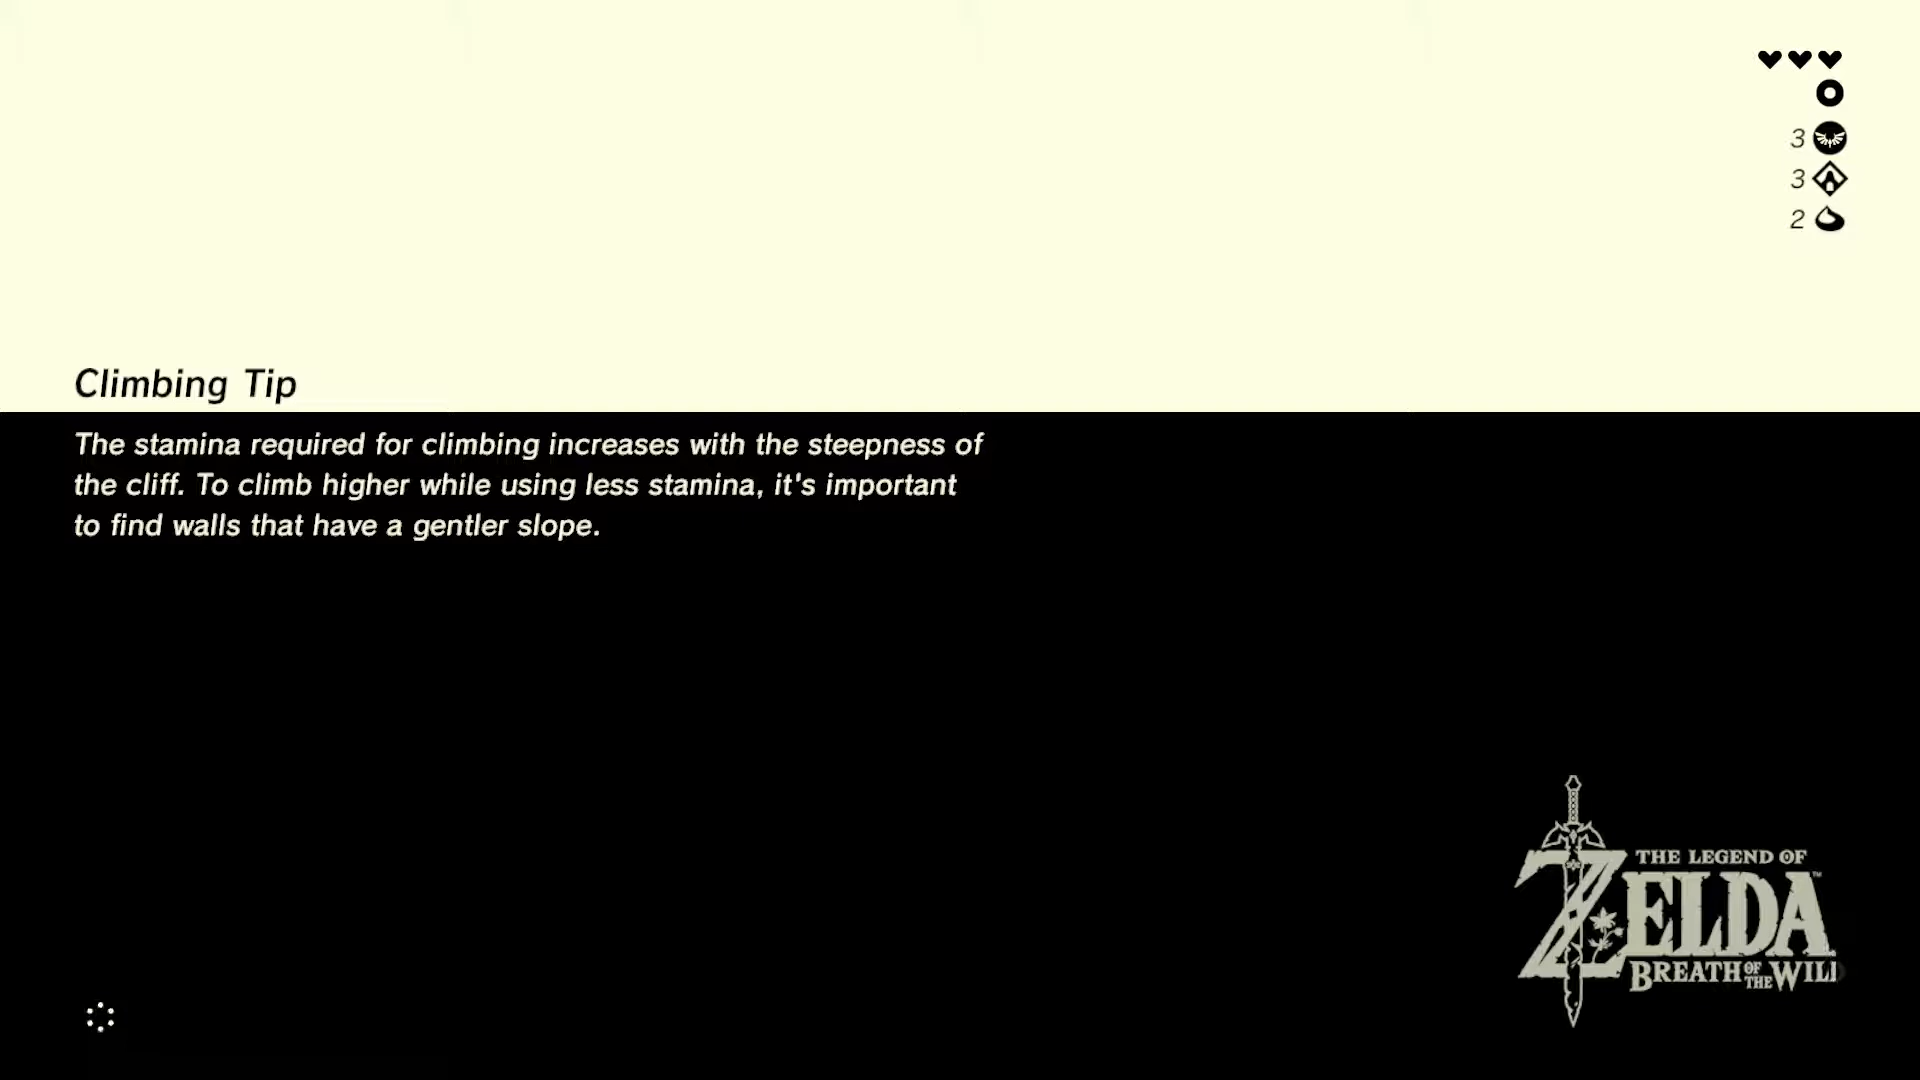 3
3
2
Climbing Tip
The stamina required for climbing increases with the steepness of
the cliff. To climb higher while using less stamina, it's important
to find walls that have a gentler slope.
THE LEGEND OF
ZELDA™
BREATH OF THE WILD